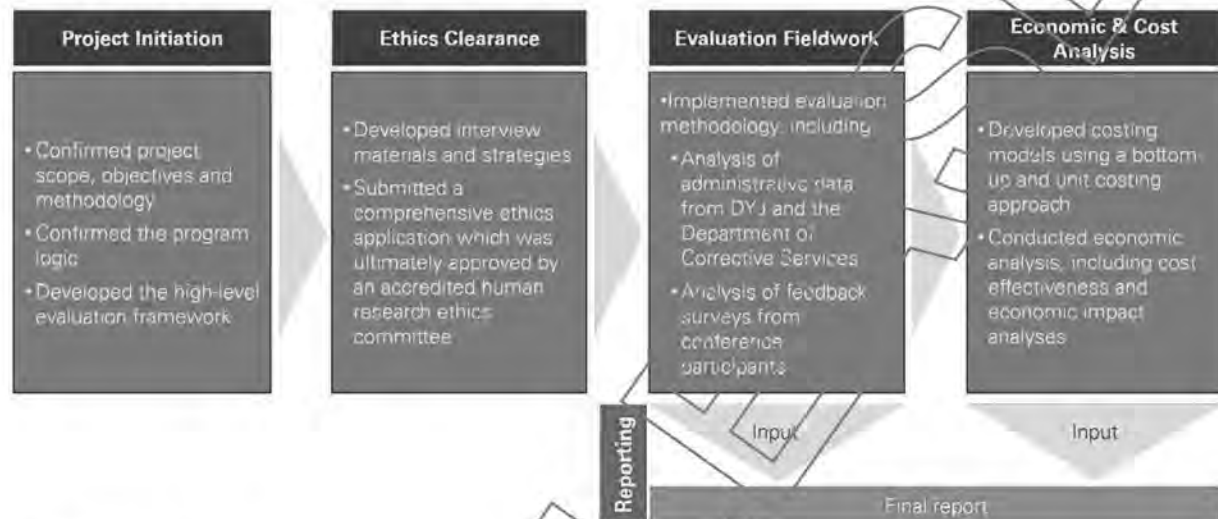 Project Initiation
• Confirmed project
scope, objectives and
methodology
• Confirmed the program
logic
• Developed the high-level
evaluation framework
Ethics Clearance
• Developed interview
materials and strategies
• Submitted a
comprehensive ethics
application which was
ultimately approved by
an accredited human
research ethics
committee
Evaluation Fieldwork
• Implemented evaluation
methodology, including
• Analysis of
administrative data
from DYJ and the
Department of
Corrective Services
• Analysis of feedback
surveys from
conference
participants
Economic & Cost
Analysis
• Developed costing
models using a bottom
up and unit costing
approach
• Conducted economic
analysis, including cost
effectiveness and
economic impact
analyses
Reporting
Input
Input
Final report